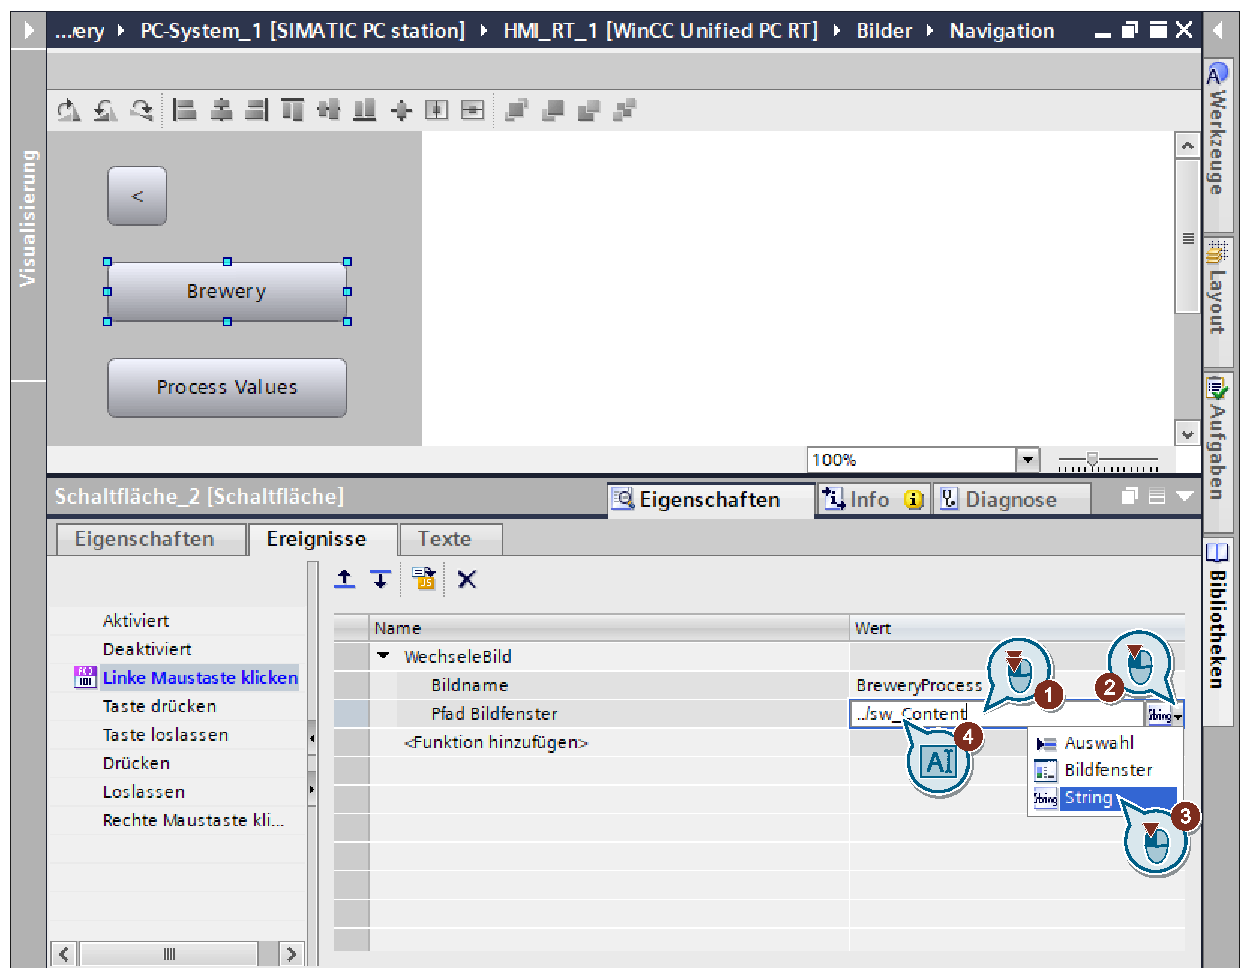 ...ery ▸ PC-System_1 [SIMATIC PC station] ▸ HMI_RT_1 [WinCC Unified PC RT] ▸ Bilder ▸ Navigation
Visualisierung
<
Brewery
Process Values
100%
Werkzeuge
Layout
Aufgaben
Bibliotheken
Schaltfläche_2 [Schaltfläche]
Eigenschaften
Info
Diagnose
Eigenschaften
Ereignisse
Texte
Aktiviert
Deaktiviert
Linke Maustaste klicken
Taste drücken
Taste loslassen
Drücken
Loslassen
Rechte Maustaste kli...
Name
Wert
WechseleBild
Bildname
BreweryProcess
Pfad Bildfenster
../sw_Content
String
<Funktion hinzufügen>
Auswahl
Bildfenster
String
String
1
2
3
4
AI
JS